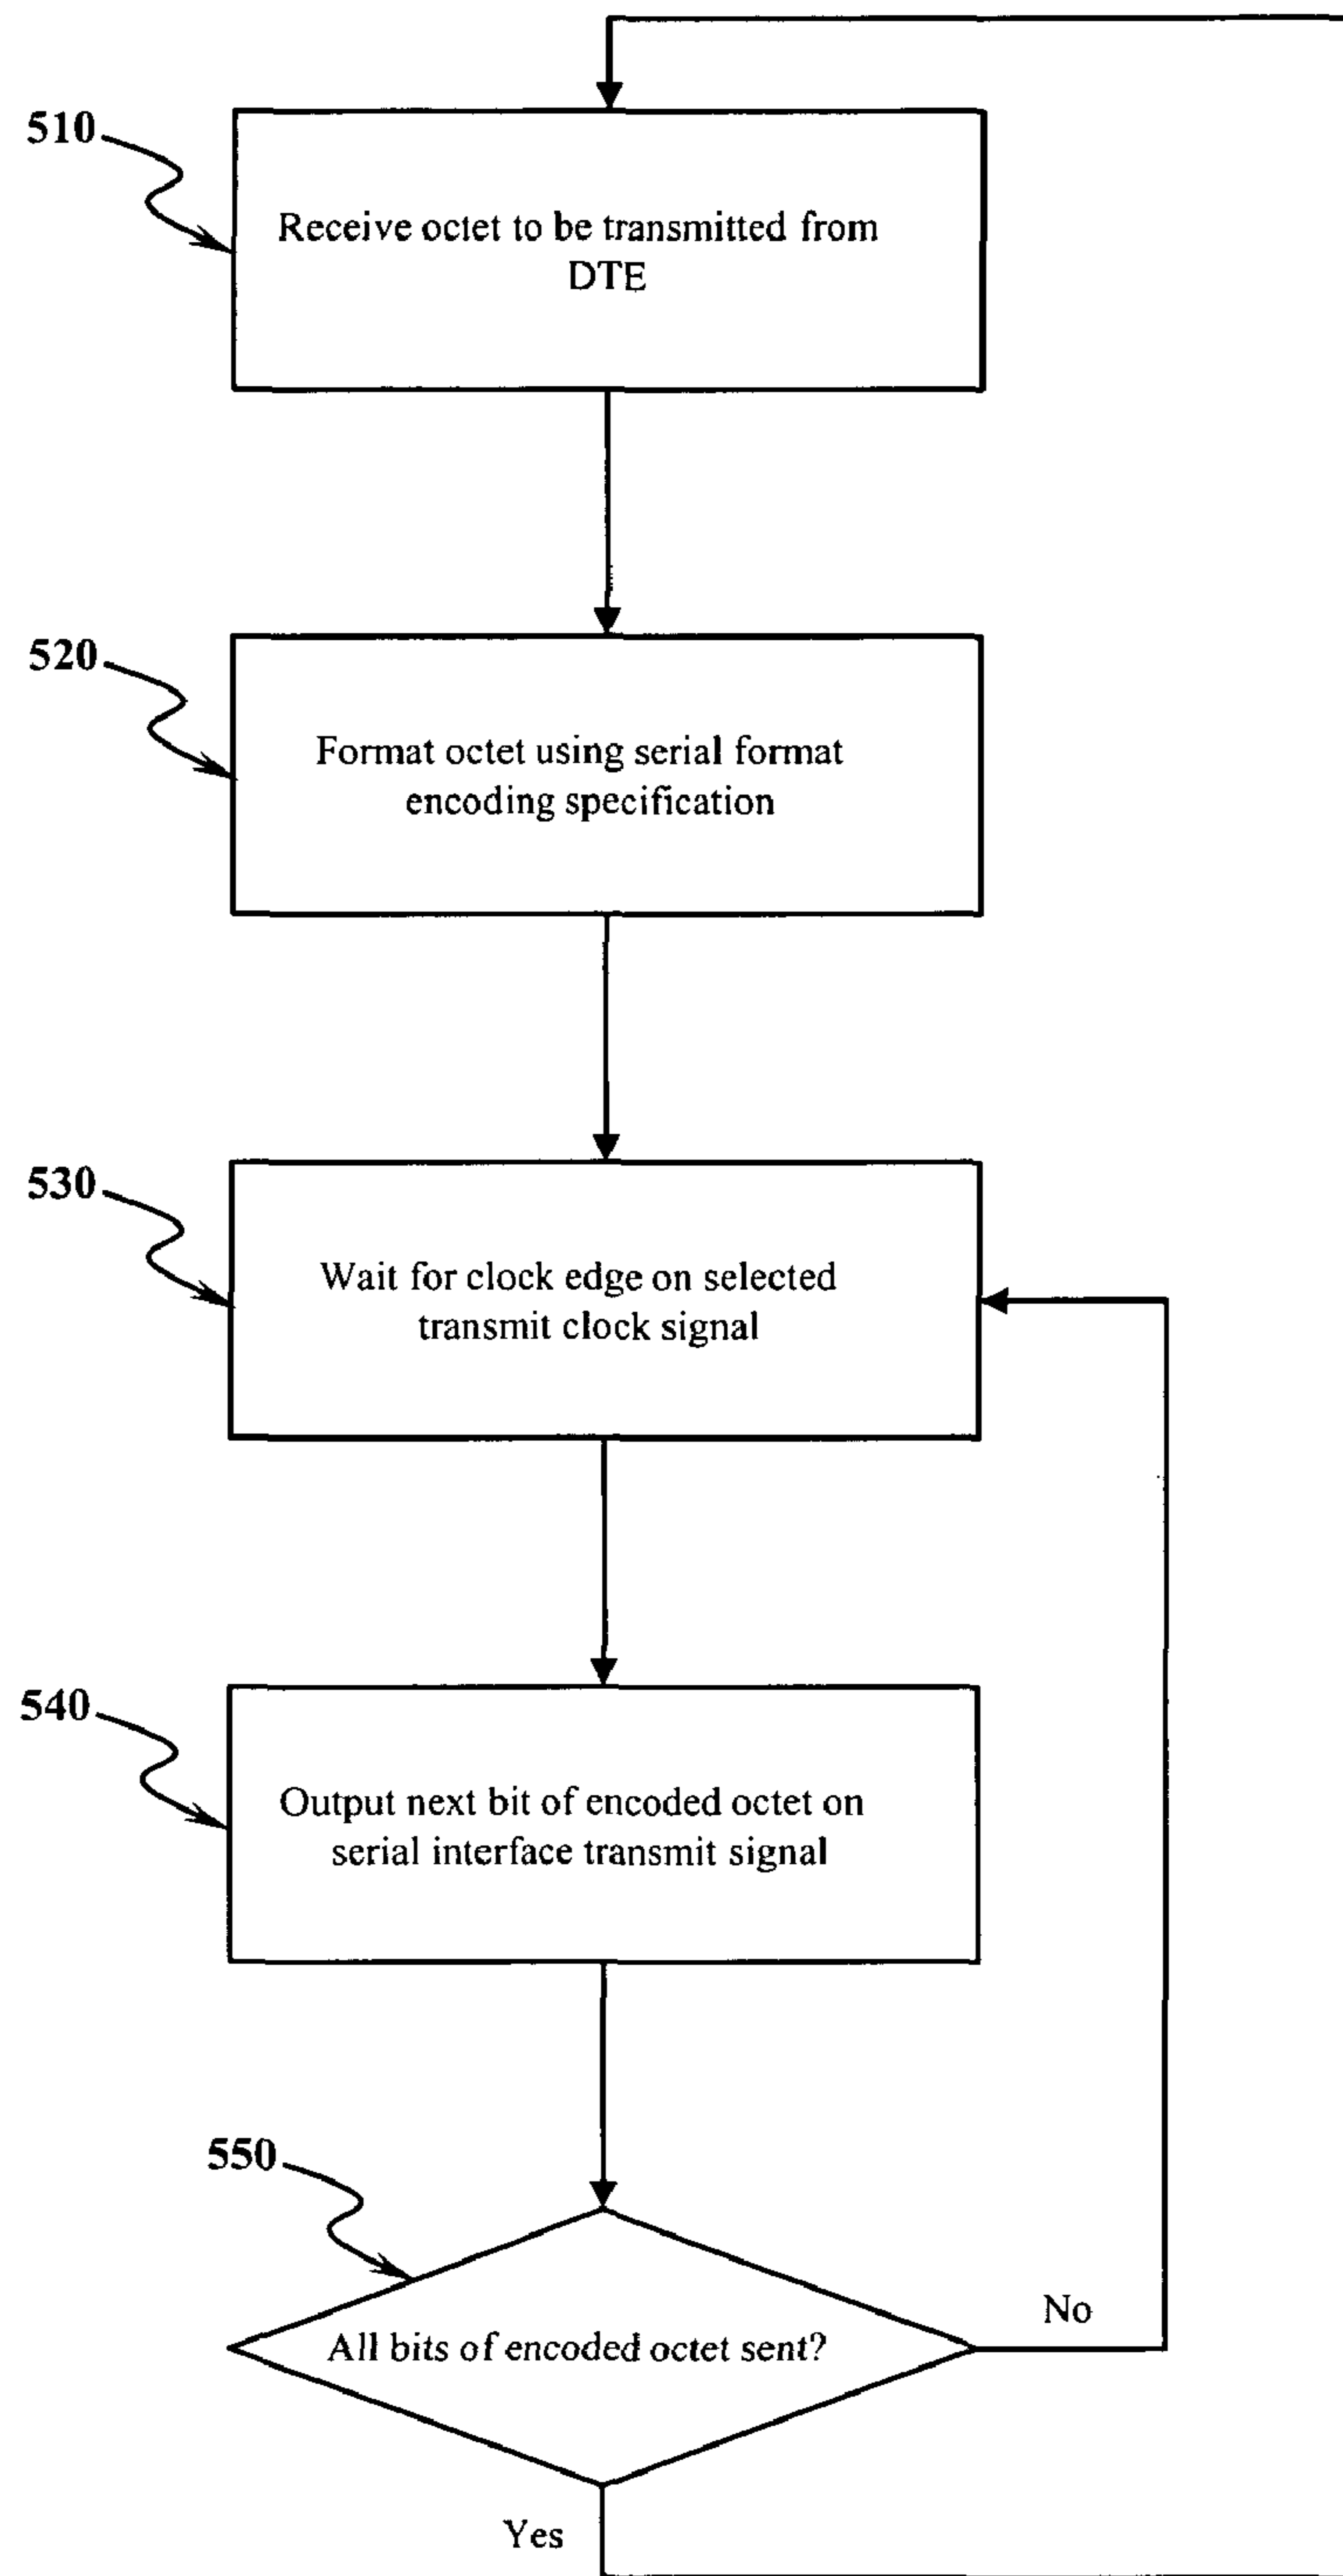 510
Receive octet to be transmitted from
DTE
520
Format octet using serial format
encoding specification
530
Wait for clock edge on selected
transmit clock signal
540
Output next bit of encoded octet on
serial interface transmit signal
550
All bits of encoded octet sent?
No
Yes